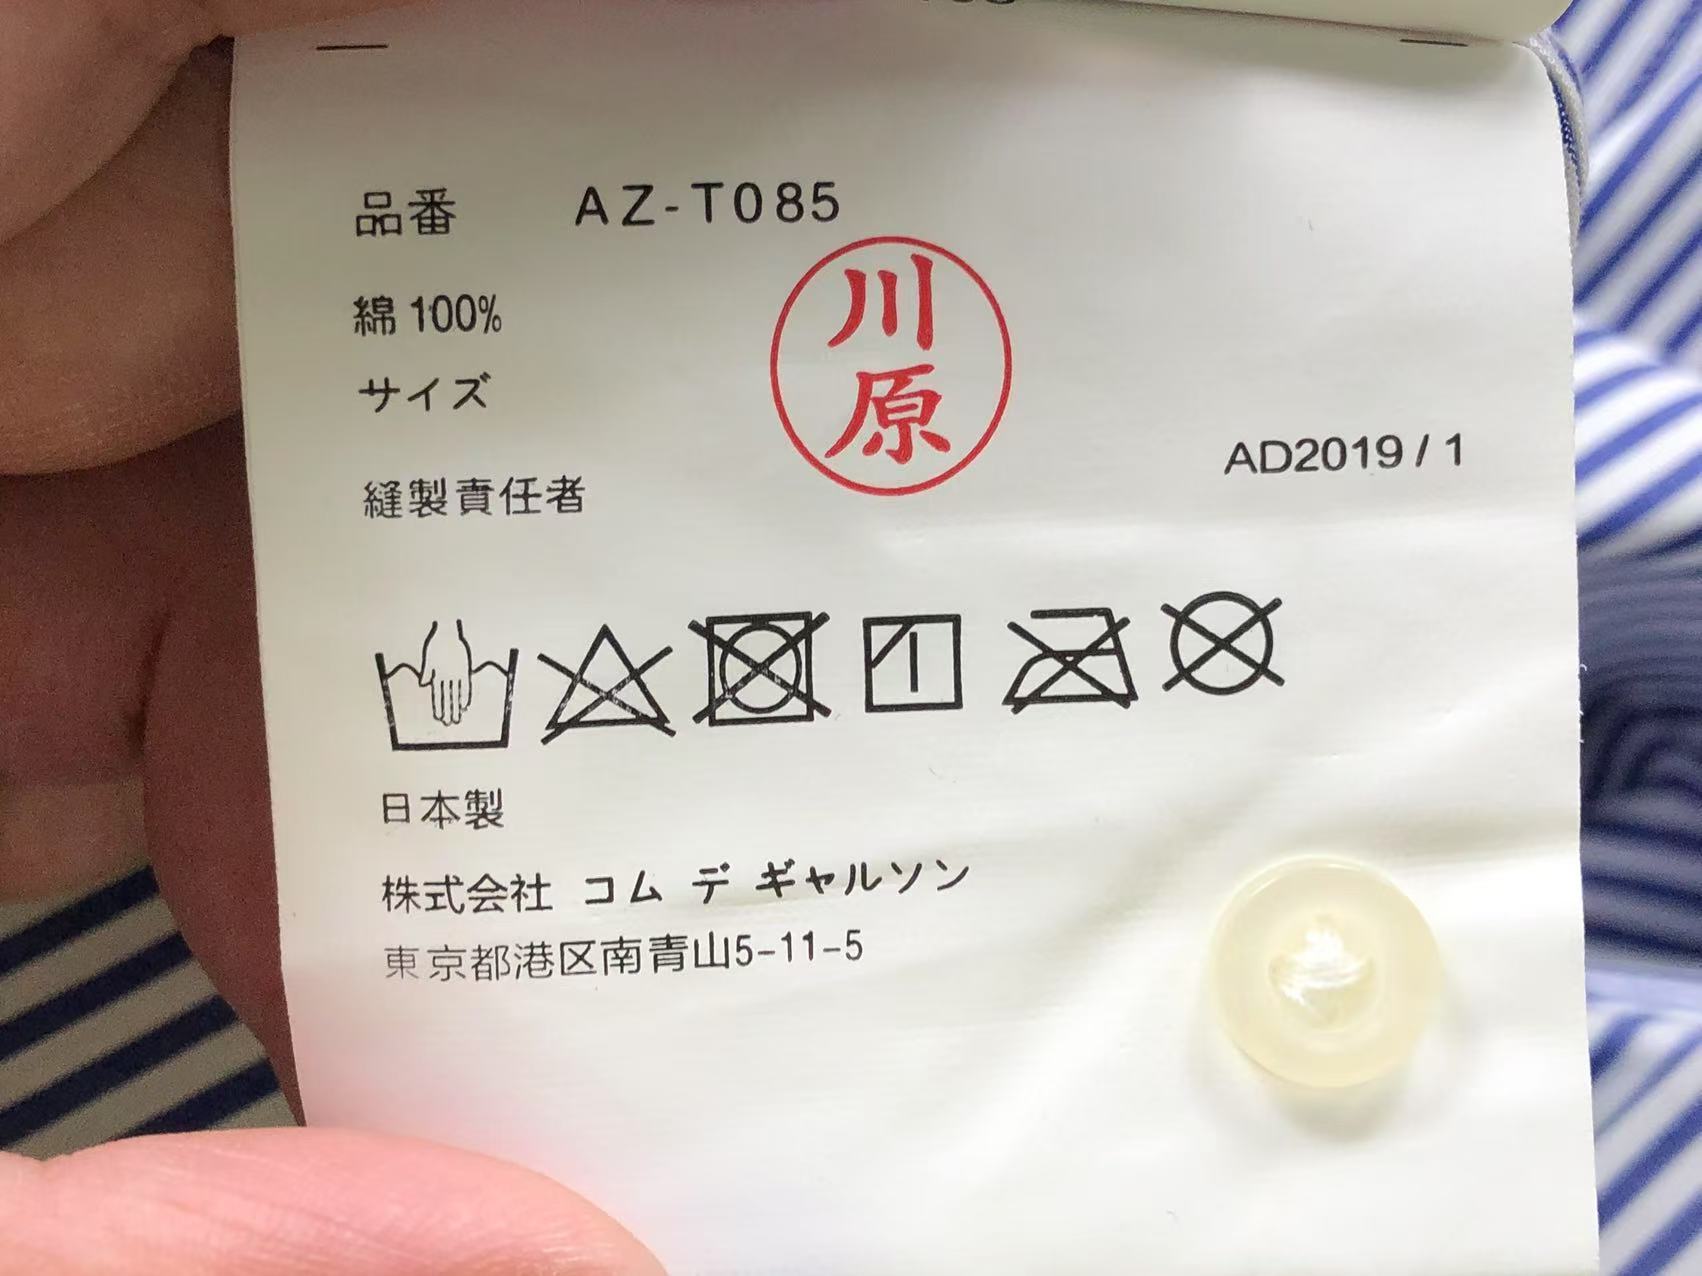 品番 AZ-T085
綿 100%
サイズ
川原
AD2019/1
縫製責任者
日本製
株式会社 コム デ ギャルソン
東京都港区南青山5-11-5